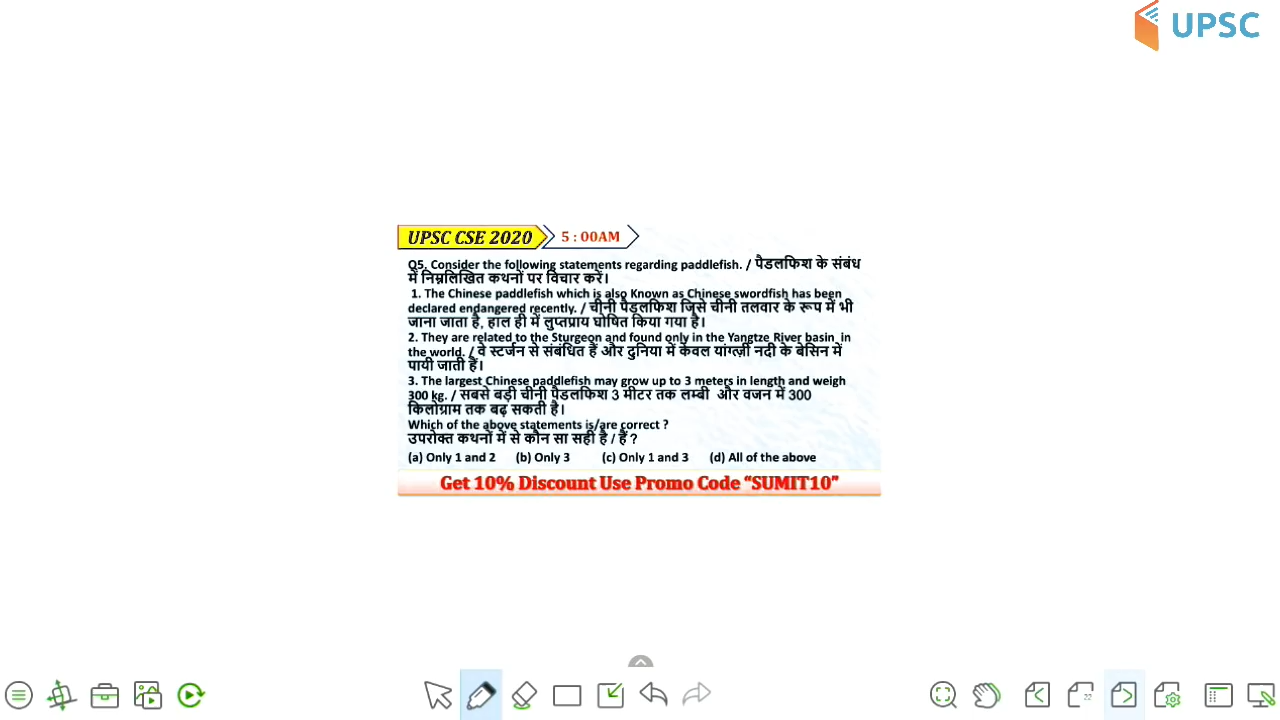 UPSC
UPSC CSE 2020 5 : 00AM
Q5. Consider the following statements regarding paddlefish. / पैडलफिश के संबंध
में निम्नलिखित कथनों पर विचार करें।
1. The Chinese paddlefish which is also Known as Chinese swordfish has been
declared endangered recently. / चीनी पैडलफिश जिसे चीनी तलवार के रूप में भी
जाना जाता है, हाल ही में लुप्तप्राय घोषित किया गया है।
2. They are related to the Sturgeon and found only in the Yangtze River basin in
the world. / वे स्टर्जन से संबंधित हैं और दुनिया में केवल यांग्त्ज़ी नदी के बेसिन में
पायी जाती हैं।
3. The largest Chinese paddlefish may grow up to 3 meters in length and weigh
300 kg. / सबसे बड़ी चीनी पैडलफिश 3 मीटर तक लम्बी और वजन में 300
किलोग्राम तक बढ़ सकती है।
Which of the above statements is/are correct ?
उपरोक्त कथनों में से कौन सा सही है / हैं ?
(a) Only 1 and 2 (b) Only 3 (c) Only 1 and 3 (d) All of the above
Get 10% Discount Use Promo Code “SUMIT10”